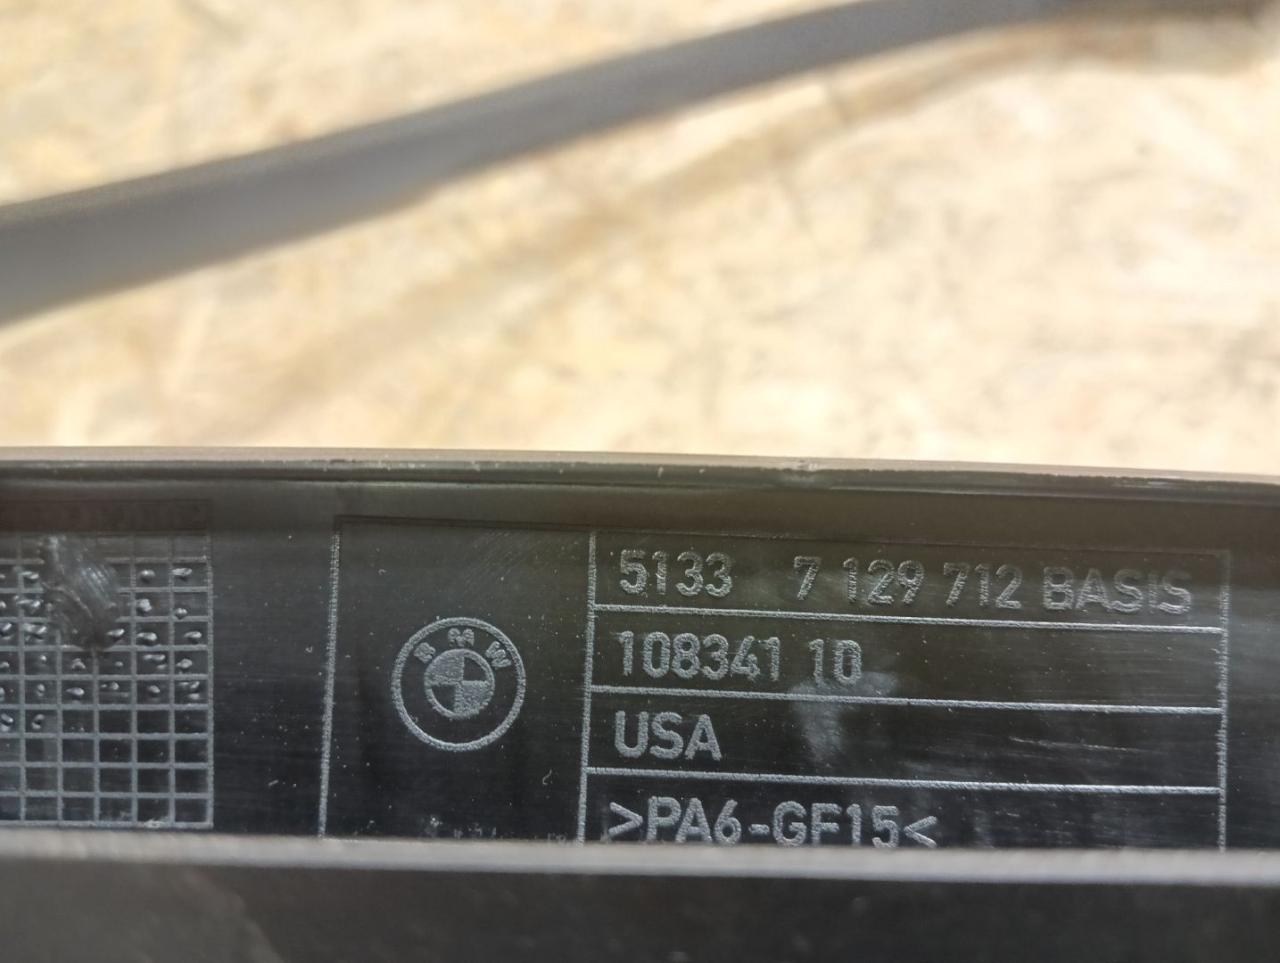 BMW
5133 7 129 712 BASIS
108341 10
USA
>PA6-GF15<